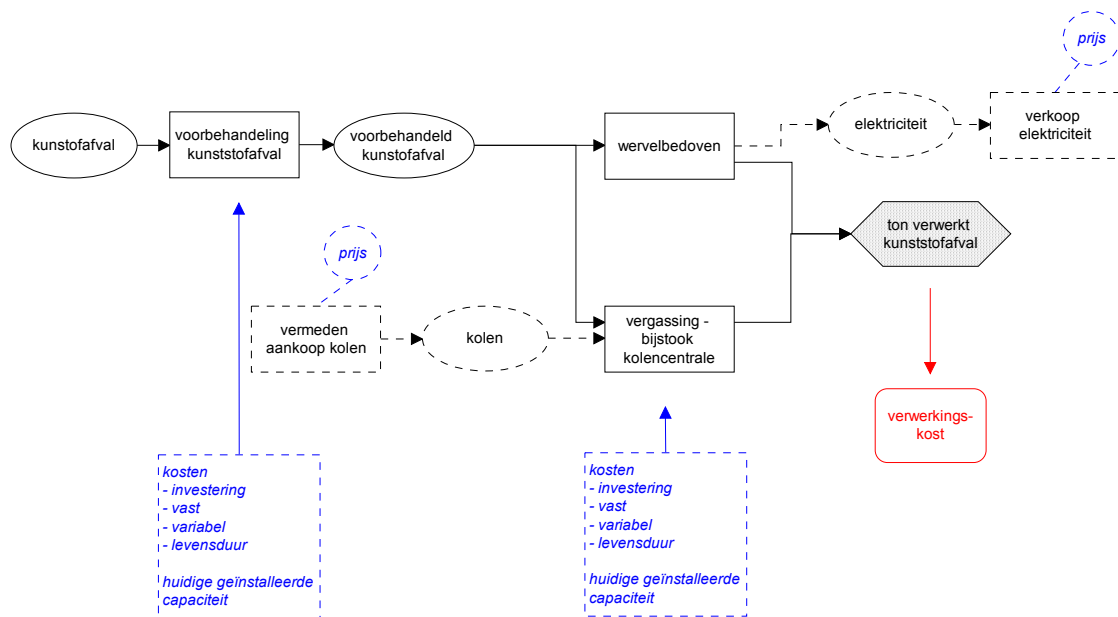 prijs
kunstofafval
voorbehandeling
kunststofafval
voorbehandeld
kunstofafval
wervelbedoven
elektriciteit
verkoop
elektriciteit
ton verwerkt
kunststofafval
prijs
vermeden
aankoop kolen
kolen
vergassing -
bijstook
kolencentrale
verwerkings-
kost
kosten
- investering
- vast
- variabel
- levensduur
huidige geïnstalleerde
capaciteit
kosten
- investering
- vast
- variabel
- levensduur
huidige geïnstalleerde
capaciteit